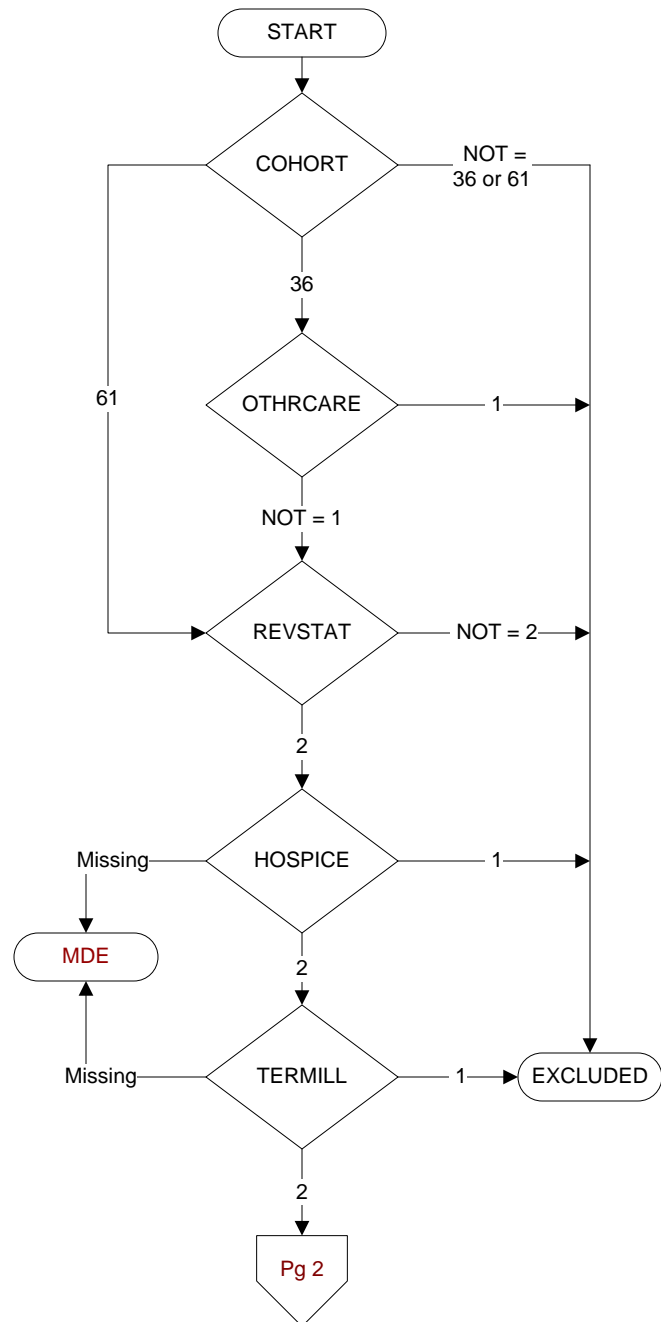 START
COHORT
NOT =
36 or 61
36
61
OTHRCARE
1
NOT = 1
REVSTAT
NOT = 2
2
HOSPICE
Missing
1
MDE
2
TERMILL
Missing
1
EXCLUDED
2
Pg 2